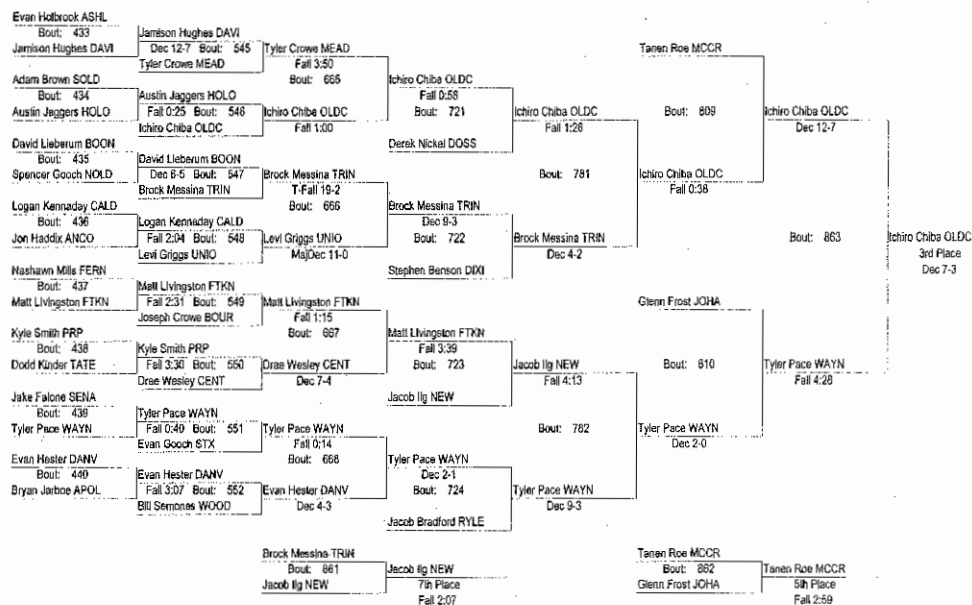 Evan Holbrook ASHL
Bout: 433
Jamison Hughes DAVI
Jamison Hughes DAVI
Dec 12-7 Bout: 545
Tyler Crowe MEAD
Tyler Crowe MEAD
Fall 3:50
Bout: 665
Adam Brown SOLD
Bout: 434
Austin Jaggers HOLO
Austin Jaggers HOLO
Fall 0:25 Bout: 546
Ichiro Chiba OLDC
Ichiro Chiba OLDC
Fall 1:00
Ichiro Chiba OLDC
Fall 0:58
Bout: 721
Derek Nickel DOSS
Ichiro Chiba OLDC
Fall 1:26
David Lieberum BOON
Bout: 435
Spencer Gooch NOLD
David Lieberum BOON
Dec 6-5 Bout: 547
Brock Messina TRIN
Brock Messina TRIN
T-Fall 19-2
Bout: 666
Logan Kennaday CALD
Bout: 436
Jon Haddix ANCO
Logan Kennaday CALD
Fall 2:04 Bout: 548
Levi Griggs UNIO
Levi Griggs UNIO
MajDec 11-0
Brock Messina TRIN
Dec 9-3
Bout: 722
Stephen Benson DIXI
Brock Messina TRIN
Dec 4-2
Bout: 781
Ichiro Chiba OLDC
Fall 0:38
Tanen Roe MCCR
Bout: 809
Ichiro Chiba OLDC
Dec 12-7
Nashawn Mills FERN
Bout: 437
Matt Livingston FTKN
Matt Livingston FTKN
Fall 2:31 Bout: 549
Joseph Crowe BOUR
Matt Livingston FTKN
Fall 1:15
Bout: 667
Kyle Smith PRP
Bout: 438
Dodd Kinder TATE
Kyle Smith PRP
Fall 3:30 Bout: 550
Drae Wesley CENT
Drae Wesley CENT
Dec 7-4
Matt Livingston FTKN
Fall 3:39
Bout: 723
Jacob Ilg NEW
Jacob Ilg NEW
Fall 4:13
Jake Falone SENA
Bout: 439
Tyler Pace WAYN
Tyler Pace WAYN
Fall 0:40 Bout: 551
Evan Gooch STX
Tyler Pace WAYN
Fall 0:14
Bout: 668
Evan Hester DANV
Bout: 440
Bryan Jarboe APOL
Evan Hester DANV
Fall 3:07 Bout: 552
Bill Semones WOOD
Evan Hester DANV
Dec 4-3
Tyler Pace WAYN
Dec 2-1
Bout: 724
Jacob Bradford RYLE
Tyler Pace WAYN
Dec 9-3
Bout: 782
Tyler Pace WAYN
Dec 2-0
Glenn Frost JOHA
Bout: 810
Tyler Pace WAYN
Fall 4:28
Bout: 863
Ichiro Chiba OLDC
3rd Place
Dec 7-3
Brock Messina TRIN
Bout: 861
Jacob Ilg NEW
Jacob Ilg NEW
7th Place
Fall 2:07
Tanen Roe MCCR
Bout: 862
Glenn Frost JOHA
Tanen Roe MCCR
5th Place
Fall 2:59